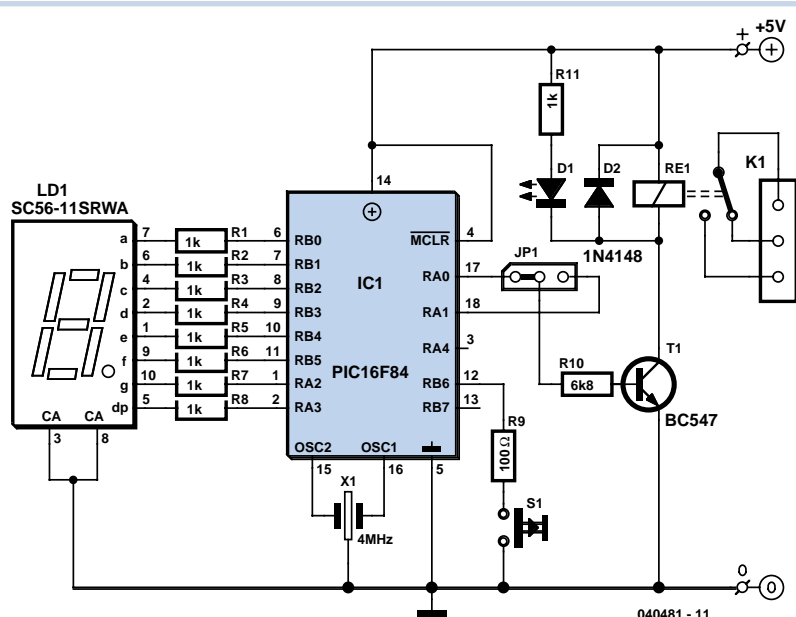 + +5V
R11
1k
D1
D2
RE1
K1
14
LD1
SC56-11SRWA
a 7 1k R1 6 RB0
MCLR 4
1N4148
b 6 1k R2 7 RB1
JP1
c 4 1k R3 8 RB2
IC1
RA0 17
d 2 1k R4 9 RB3
RA1 18
e 1 1k R5 10 RB4
RA4 3
T1
f 9 1k R6 11 RB5
PIC16F84
R10
6k8
g 10 1k R7 1 RA2
RB6 12
BC547
dp 5 1k R8 2 RA3
RB7 13
R9
100Ω
CA CA
3 8
OSC2 OSC1
15 16 5
X1
4MHz
S1
0 0
040481 - 11